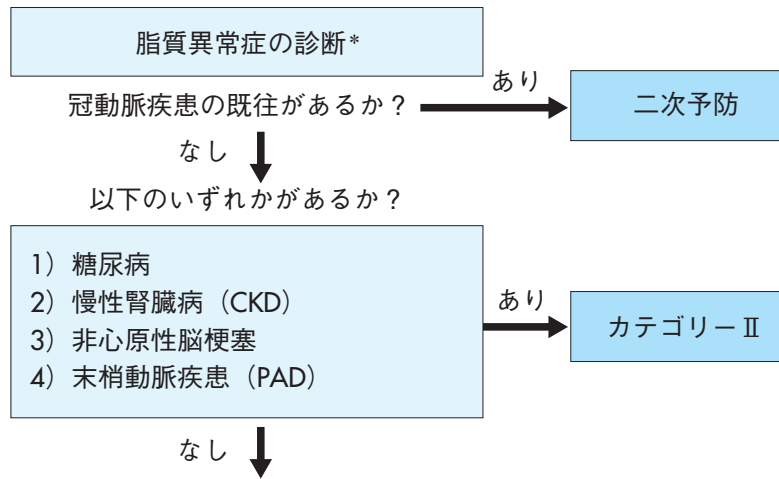 脂質異常症の診断*
冠動脈疾患の既往があるか？
あり
二次予防
なし
以下のいずれかがあるか？
1）糖尿病
2）慢性腎臓病（CKD）
3）非心原性脳梗塞
4）末梢動脈疾患（PAD）
あり
カテゴリーⅡ
なし